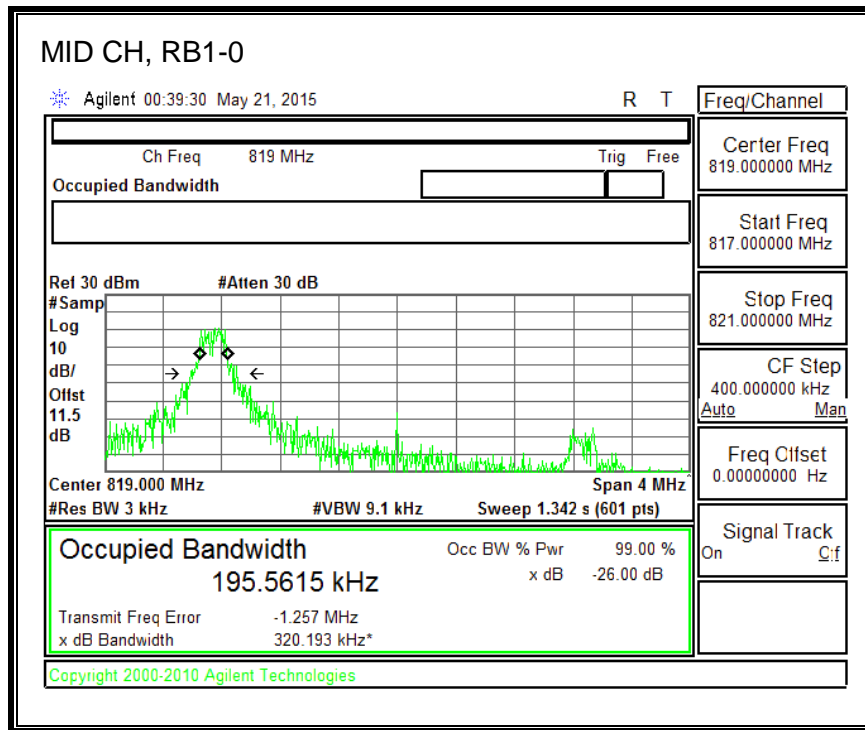 MID CH, RB1-0
Agilent 00:39:30 May 21, 2015 R T
Freq/Channel
Ch Freq 819 MHz Trig Free
Occupied Bandwidth
Center Freq
819.000000 MHz
Start Freq
817.000000 MHz
Stop Freq
821.000000 MHz
CF Step
400.000000 kHz
Auto Man
Freq Offset
0.00000000 Hz
Signal Track
On Off
Ref 30 dBm #Atten 30 dB
#Samp
Log
10
dB/
Offst
11.5
dB
Center 819.000 MHz Span 4 MHz
#Res BW 3 kHz #VBW 9.1 kHz Sweep 1.342 s (601 pts)
Occupied Bandwidth
195.5615 kHz
Occ BW % Pwr 99.00 %
x dB -26.00 dB
Transmit Freq Error -1.257 MHz
x dB Bandwidth 320.193 kHz*
Copyright 2000-2010 Agilent Technologies